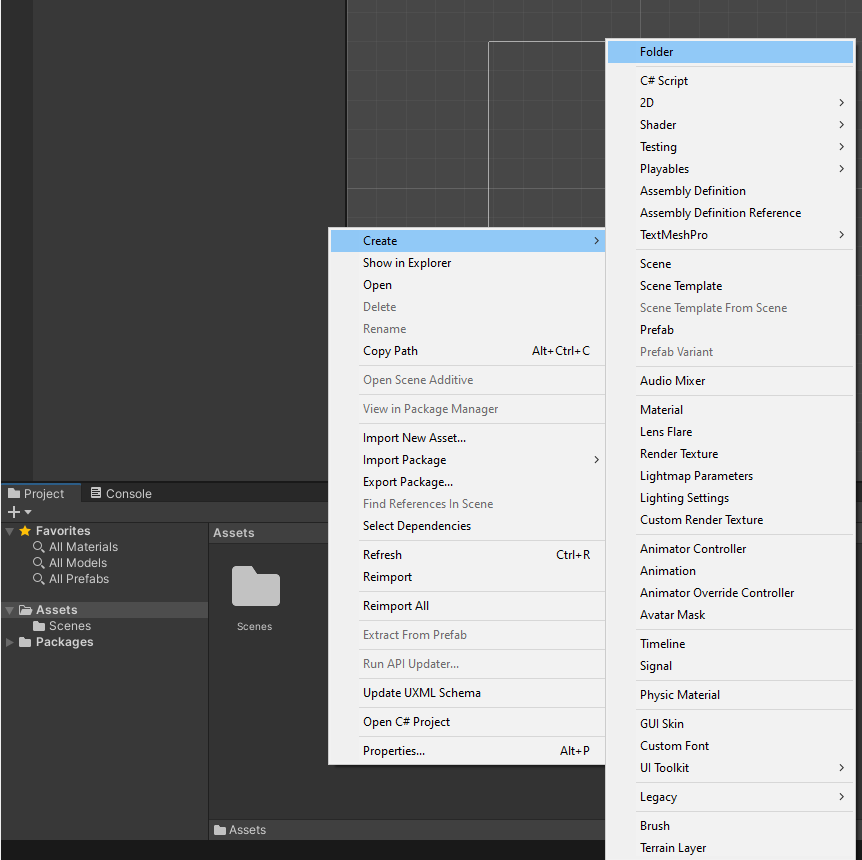 Folder
C# Script
2D
Shader
Testing
Playables
Assembly Definition
Assembly Definition Reference
TextMeshPro
Scene
Scene Template
Scene Template From Scene
Prefab
Prefab Variant
Audio Mixer
Material
Lens Flare
Render Texture
Lightmap Parameters
Lighting Settings
Custom Render Texture
Animator Controller
Animation
Animator Override Controller
Avatar Mask
Timeline
Signal
Physic Material
GUI Skin
Custom Font
UI Toolkit
Legacy
Brush
Terrain Layer
Create
Show in Explorer
Open
Delete
Rename
Copy Path Alt+Ctrl+C
Open Scene Additive
View in Package Manager
Import New Asset...
Import Package
Export Package...
Find References In Scene
Select Dependencies
Refresh Ctrl+R
Reimport
Reimport All
Extract From Prefab
Run API Updater...
Update UXML Schema
Open C# Project
Properties... Alt+P
Project Console
Favorites
All Materials
All Models
All Prefabs
Assets
Scenes
Packages
Assets
Scenes
Assets